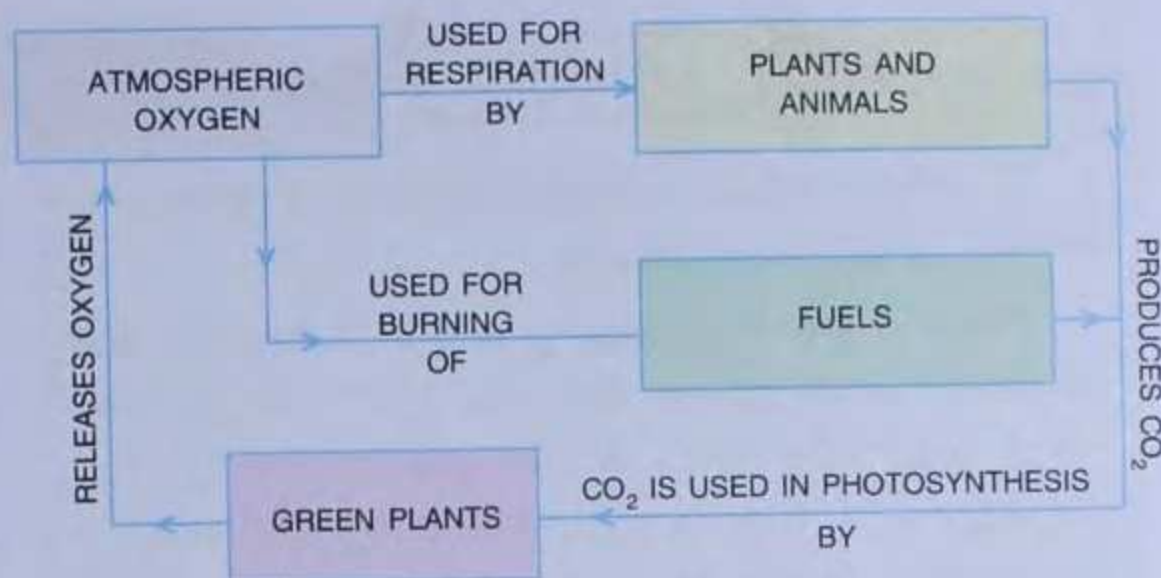 ATMOSPHERIC
OXYGEN
USED FOR
RESPIRATION
BY
PLANTS AND
ANIMALS
RELEASES OXYGEN
USED FOR
BURNING
OF
FUELS
PRODUCES CO₂
GREEN PLANTS
CO₂ IS USED IN PHOTOSYNTHESIS
BY